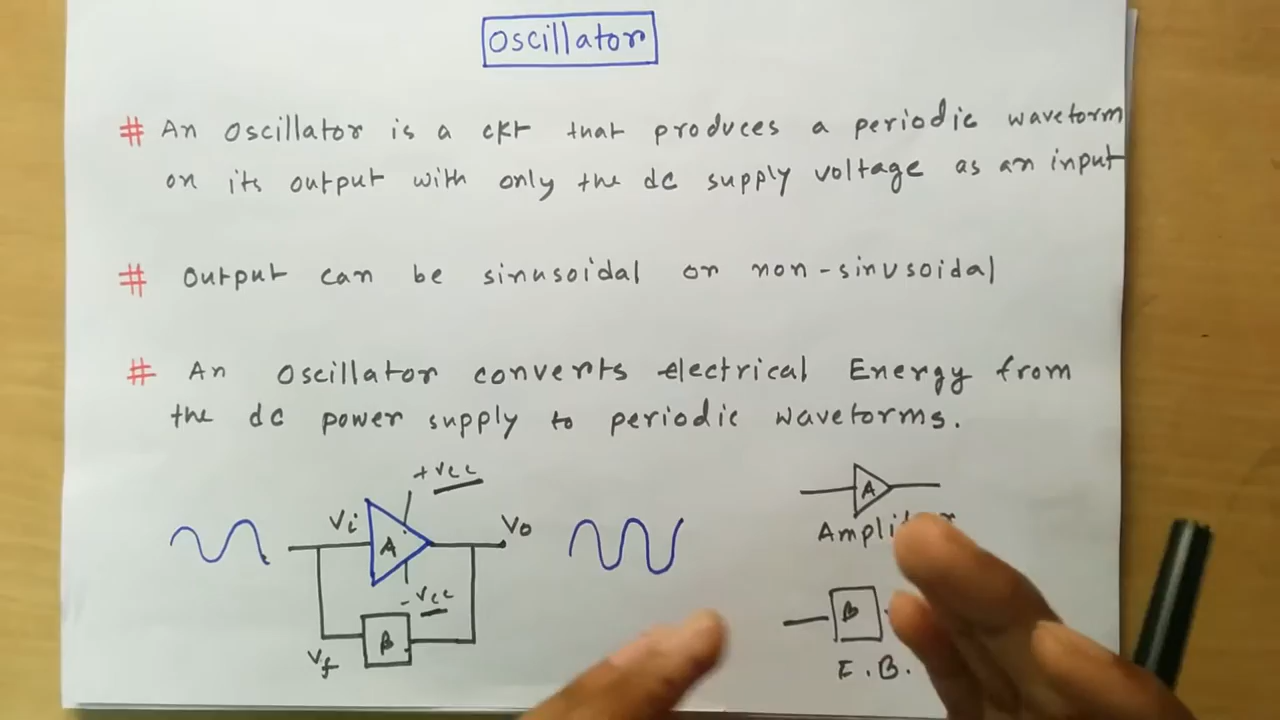 Oscillator
# An Oscillator is a ckt that produces a periodic waveform
on its output with only the dc supply voltage as an input
# Output can be sinusoidal or non-sinusoidal
# An Oscillator converts electrical Energy from
the dc power supply to periodic waveforms.
+Vcc
Vi
A
Vo
-Vcc
β
Vf
A
B
F.B.